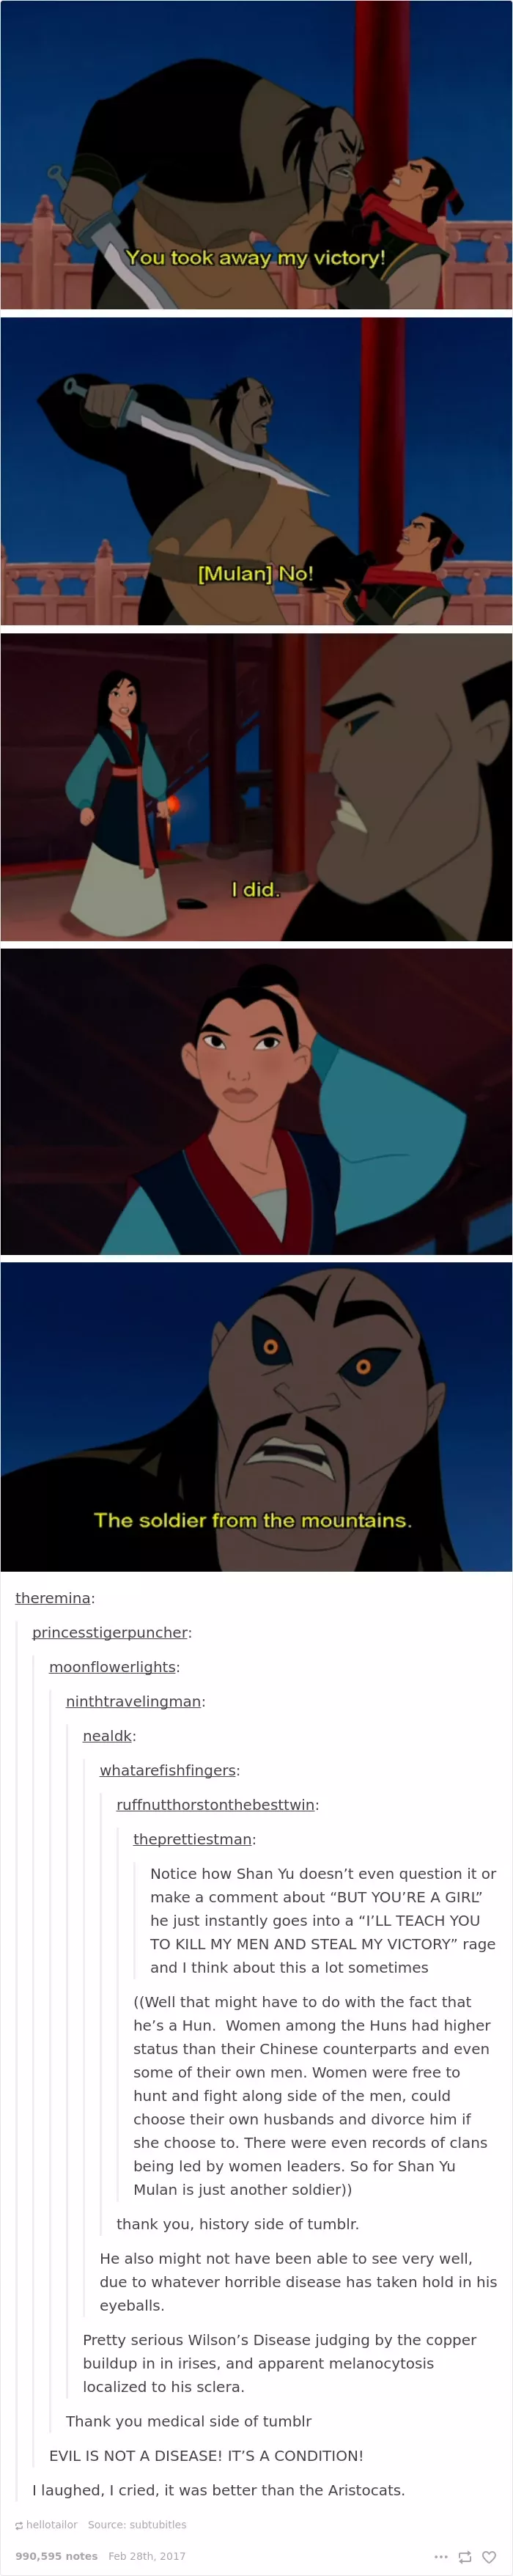 You took away my victory!
[Mulan] No!
I did.
The soldier from the mountains.
theremina:
princesstigerpuncher:
moonflowerlights:
ninthtravelingman:
nealdk:
whatarefishfingers:
ruffnutthorstonthebesttwin:
theprettiestman:
Notice how Shan Yu doesn’t even question it or
make a comment about “BUT YOU’RE A GIRL”
he just instantly goes into a “I’LL TEACH YOU
TO KILL MY MEN AND STEAL MY VICTORY” rage
and I think about this a lot sometimes
((Well that might have to do with the fact that
he’s a Hun.  Women among the Huns had higher
status than their Chinese counterparts and even
some of their own men. Women were free to
hunt and fight along side of the men, could
choose their own husbands and divorce him if
she choose to. There were even records of clans
being led by women leaders. So for Shan Yu
Mulan is just another soldier))
thank you, history side of tumblr.
He also might not have been able to see very well,
due to whatever horrible disease has taken hold in his
eyeballs.
Pretty serious Wilson’s Disease judging by the copper
buildup in in irises, and apparent melanocytosis
localized to his sclera.
Thank you medical side of tumblr
EVIL IS NOT A DISEASE! IT’S A CONDITION!
I laughed, I cried, it was better than the Aristocats.
hellotailor Source: subtubitles
990,595 notes Feb 28th, 2017